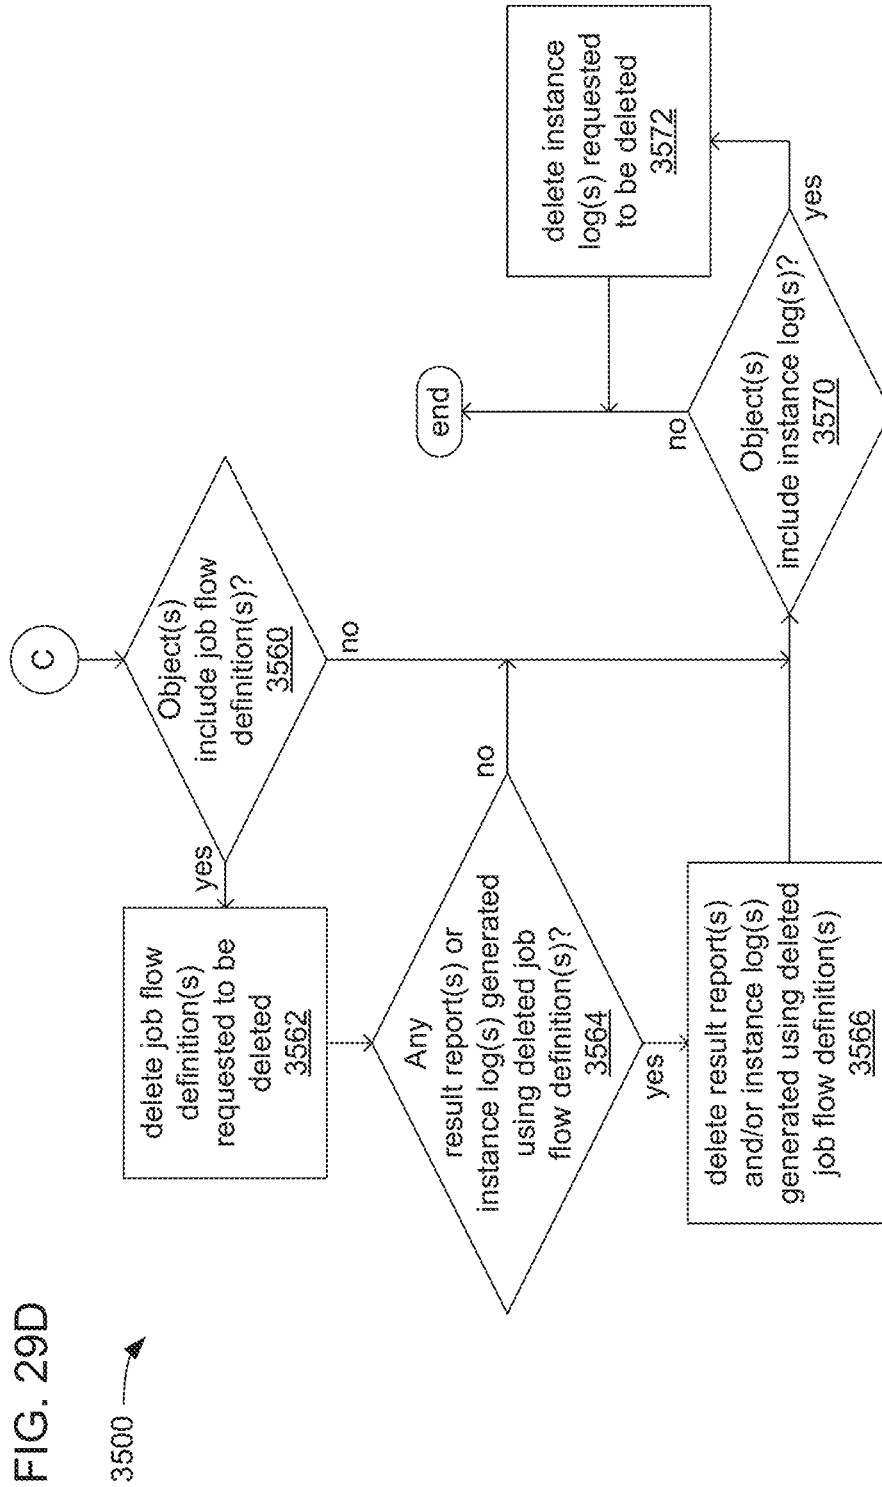 FIG. 29D
3500
C
Object(s)
include job flow
definition(s)?
3560
yes
no
delete job flow
definition(s)
requested to be
deleted
3562
Any
result report(s) or
instance log(s) generated
using deleted job
flow definition(s)?
3564
no
yes
delete result report(s)
and/or instance log(s)
generated using deleted
job flow definition(s)
3566
Object(s)
include instance log(s)?
3570
no
yes
delete instance
log(s) requested
to be deleted
3572
end